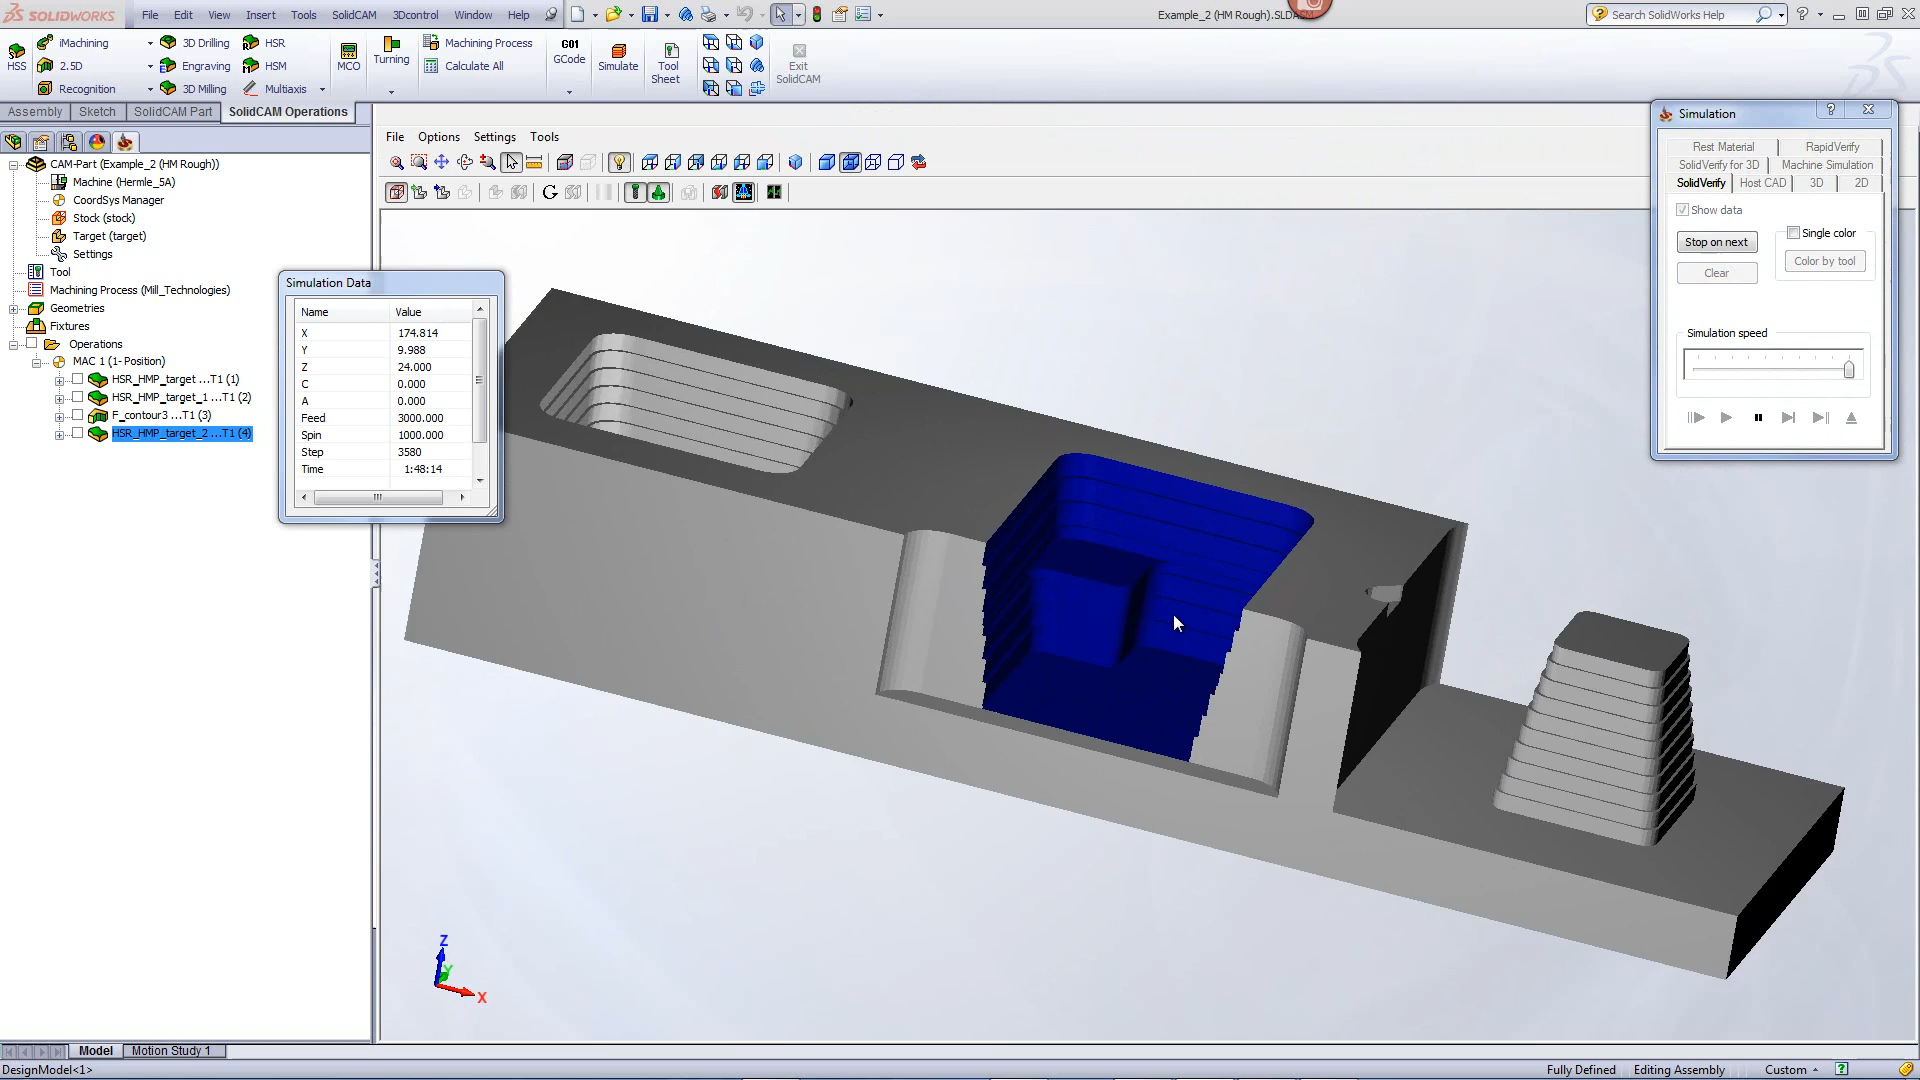 SOLIDWORKS File Edit View Insert Tools SolidCAM 3Dcontrol Window Help Example_2 (HM Rough).SLDASM Search SolidWorks Help
HSS iMachining 3D Drilling HSR MCO Turning Machining Process G01 GCode Simulate Tool Sheet Exit SolidCAM
2.5D Engraving HSM Calculate All
Recognition 3D Milling Multiaxis
Assembly Sketch SolidCAM Part SolidCAM Operations
File Options Settings Tools
CAM-Part (Example_2 (HM Rough))
Machine (Hermle_5A)
CoordSys Manager
Stock (stock)
Target (target)
Settings
Tool
Machining Process (Mill_Technologies)
Geometries
Fixtures
Operations
MAC 1 (1- Position)
HSR_HMP_target ...T1 (1)
HSR_HMP_target_1 ...T1 (2)
F_contour3 ...T1 (3)
HSR_HMP_target_2 ...T1 (4)
Simulation Data
Name Value
X 174.814
Y 9.988
Z 24.000
C 0.000
A 0.000
Feed 3000.000
Spin 1000.000
Step 3580
Time 1:48:14
Simulation
Rest Material RapidVerify
SolidVerify for 3D Machine Simulation
SolidVerify Host CAD 3D 2D
Show data
Stop on next Single color
Clear Color by tool
Simulation speed
Z
Y
X
Model Motion Study 1
DesignModel<1> Fully Defined Editing Assembly Custom